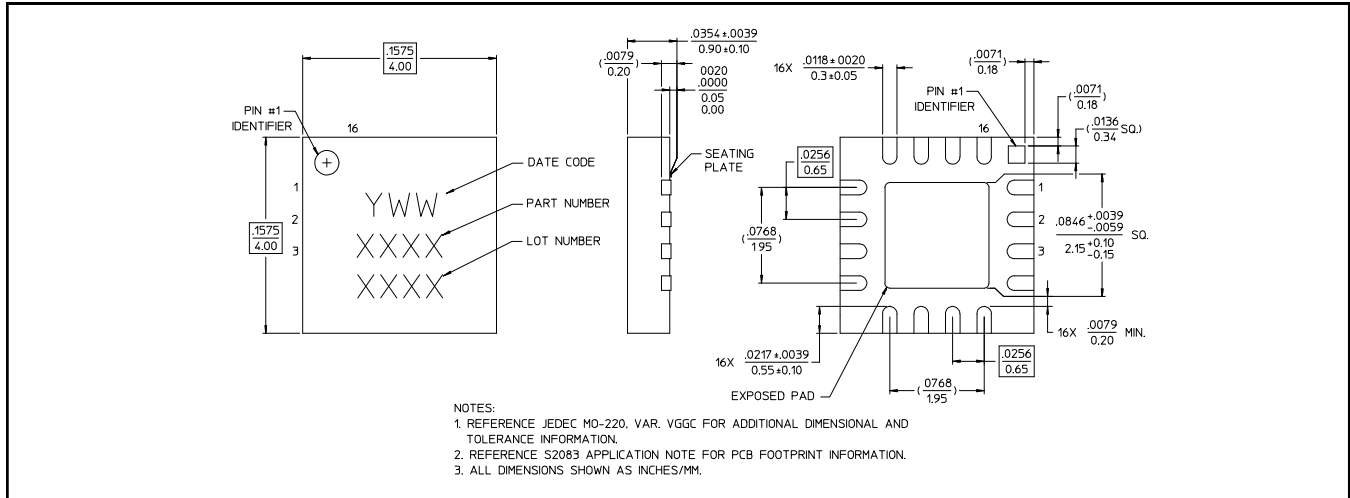 .1575
4.00
PIN #1
IDENTIFIER
16
1
2
3
.1575
4.00
YWW
XXXX
XXXX
DATE CODE
PART NUMBER
LOT NUMBER
.0354±.0039
0.90±0.10
(.0079
0.20)
0020
.0000
0.05
0.00
SEATING
PLATE
16X .0118±0020
0.3±0.05
(.0071
0.18)
PIN #1
IDENTIFIER
16
(.0071
0.18)
(.0136
0.34 SQ.)
.0256
0.65
(.0768
1.95)
1
2
3
.0846 +.0039
-.0059
2.15 +0.10
-0.15
SQ.
16X .0217±.0039
0.55±0.10
EXPOSED PAD
(.0768
1.95)
.0256
0.65
16X .0079
0.20 MIN.
NOTES:
1. REFERENCE JEDEC MO-220, VAR. VGGC FOR ADDITIONAL DIMENSIONAL AND
TOLERANCE INFORMATION.
2. REFERENCE S2083 APPLICATION NOTE FOR PCB FOOTPRINT INFORMATION.
3. ALL DIMENSIONS SHOWN AS INCHES/MM.